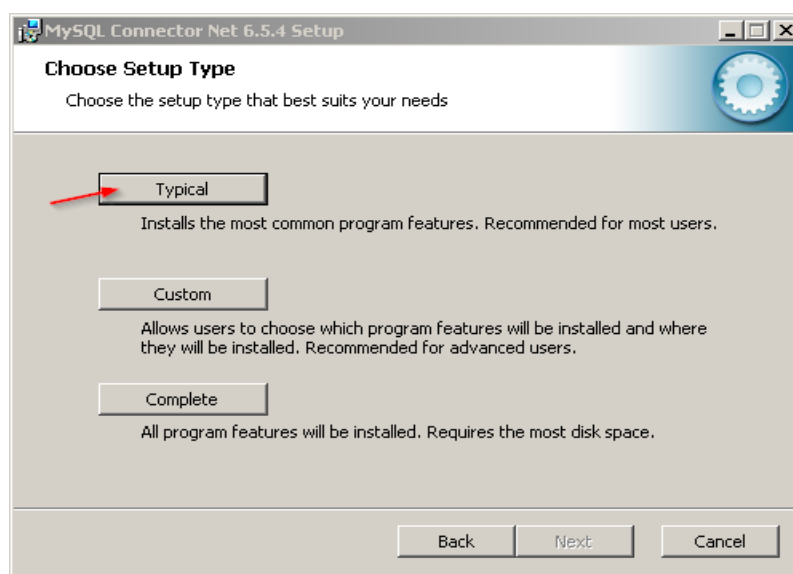 MySQL Connector Net 6.5.4 Setup
Choose Setup Type
Choose the setup type that best suits your needs
Typical
Installs the most common program features. Recommended for most users.
Custom
Allows users to choose which program features will be installed and where
they will be installed. Recommended for advanced users.
Complete
All program features will be installed. Requires the most disk space.
Back Next Cancel